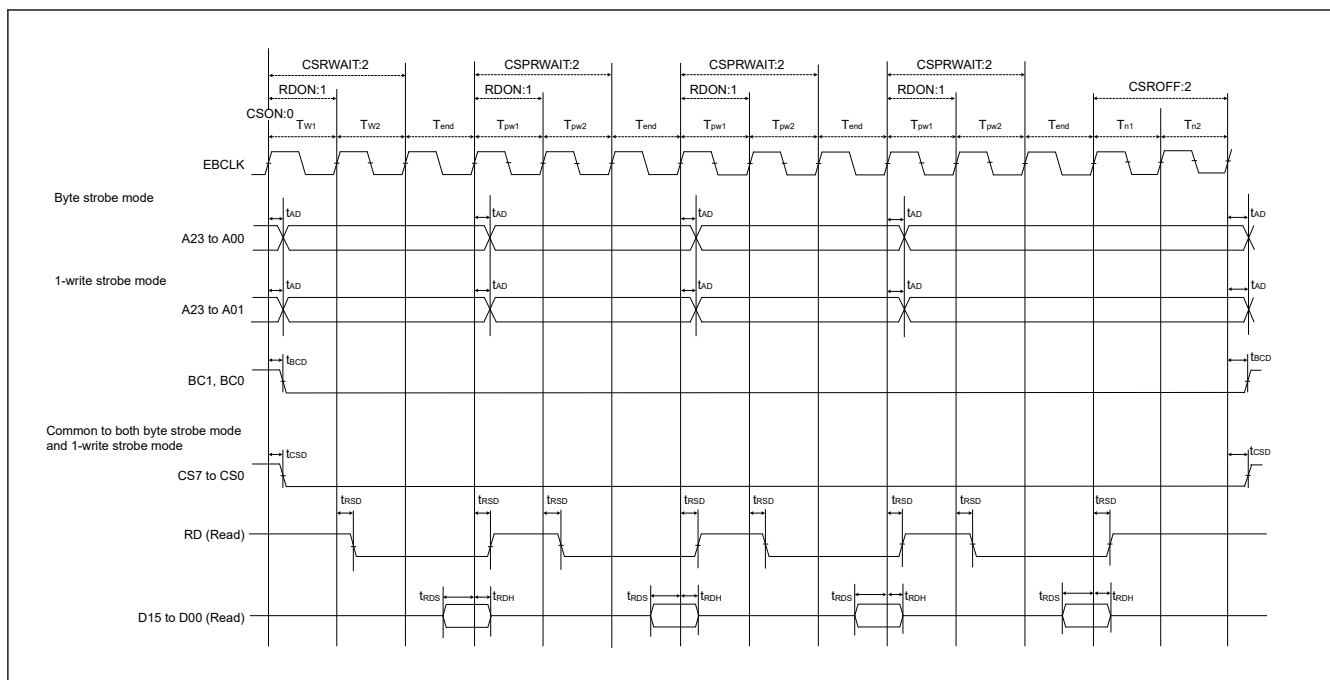 CSRWAIT:2 CSPRWAIT:2 CSPRWAIT:2 CSPRWAIT:2
RDON:1 RDON:1 RDON:1 RDON:1 CSROFF:2
CSON:0
TW1 TW2 Tend Tpw1 Tpw2 Tend Tpw1 Tpw2 Tend Tpw1 Tpw2 Tend Tn1 Tn2
EBCLK
Byte strobe mode
tAD tAD tAD tAD tAD
A23 to A00
1-write strobe mode
tAD tAD tAD tAD tAD
A23 to A01
tBCD tBCD
BC1, BC0
Common to both byte strobe mode
and 1-write strobe mode
tCSD tCSD
CS7 to CS0
tRSD tRSD tRSD tRSD tRSD tRSD tRSD tRSD
RD (Read)
tRDS tRDH tRDS tRDH tRDS tRDH tRDS tRDH
D15 to D00 (Read)